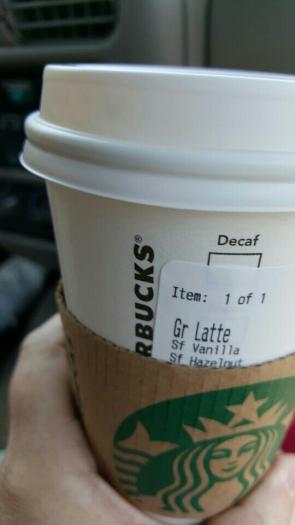 Decaf
RBUCKS®
Item: 1 of 1
Gr Latte
Sf Vanilla
Sf Hazelnut